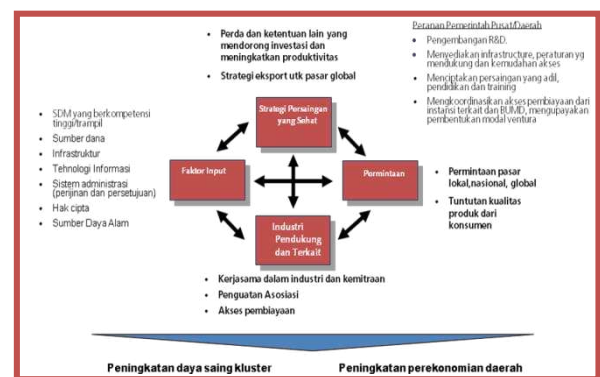 • Perda dan ketentuan lain yang
mendorong investasi dan
meningkatkan produktivitas
• Strategi eksport utk pasar global
Peranan Pemerintah Pusat/Daerah
• Pengembangan R&D.
• Menyediakan infrastructure, peraturan yg
mendukung dan kemudahan akses
• Menciptakan persaingan yang adil,
pendidikan dan training
• Mengkoordinasikan akses pembiayaan dari
instansi terkait dan BUMD, mengupayakan
pembentukan modal ventura
• SDM yang berkompetensi
tinggi/trampil
• Sumber dana
• Infrastruktur
• Tehnologi Informasi
• Sistem administrasi
(perijinan dan persetujuan)
• Hak cipta
• Sumber Daya Alam
Strategi Persaingan
yang Sehat
Faktor Input
Permintaan
Industri
Pendukung
dan Terkait
• Permintaan pasar
lokal,nasional, global
• Tuntutan kualitas
produk dari
konsumen
• Kerjasama dalam industri dan kemitraan
• Penguatan Asosiasi
• Akses pembiayaan
Peningkatan daya saing kluster
Peningkatan perekonomian daerah